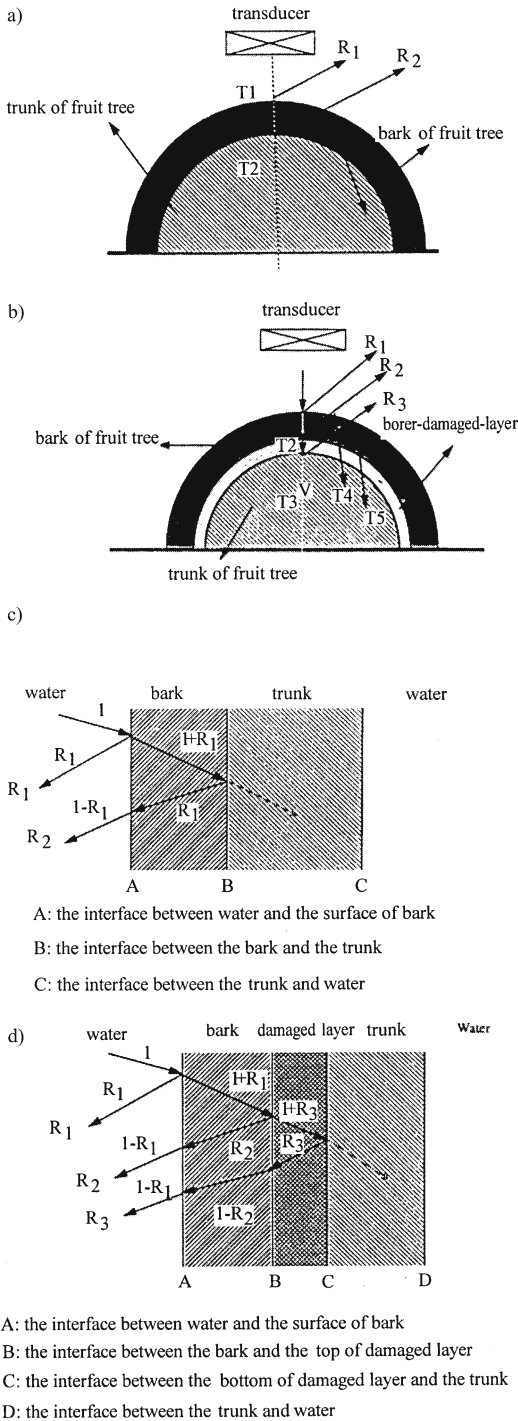 a)
transducer
R1
R2
T1
trunk of fruit tree
bark of fruit tree
T2
b)
transducer
R1
R2
R3
borer-damaged-layer
bark of fruit tree
T2
V
T3
T4
T5
trunk of fruit tree
c)
water bark trunk water
1
R1
1+R1
R1
1-R1
R1
R2
A B C
A: the interface between water and the surface of bark
B: the interface between the bark and the trunk
C: the interface between the trunk and water
d)
water bark damaged layer trunk Water
1
R1
1+R1
1+R3
R1
1-R1
R2
R3
R2
1-R1
R3
1-R2
A B C D
A: the interface between water and the surface of bark
B: the interface between the bark and the top of damaged layer
C: the interface between the bottom of damaged layer and the trunk
D: the interface between the trunk and water